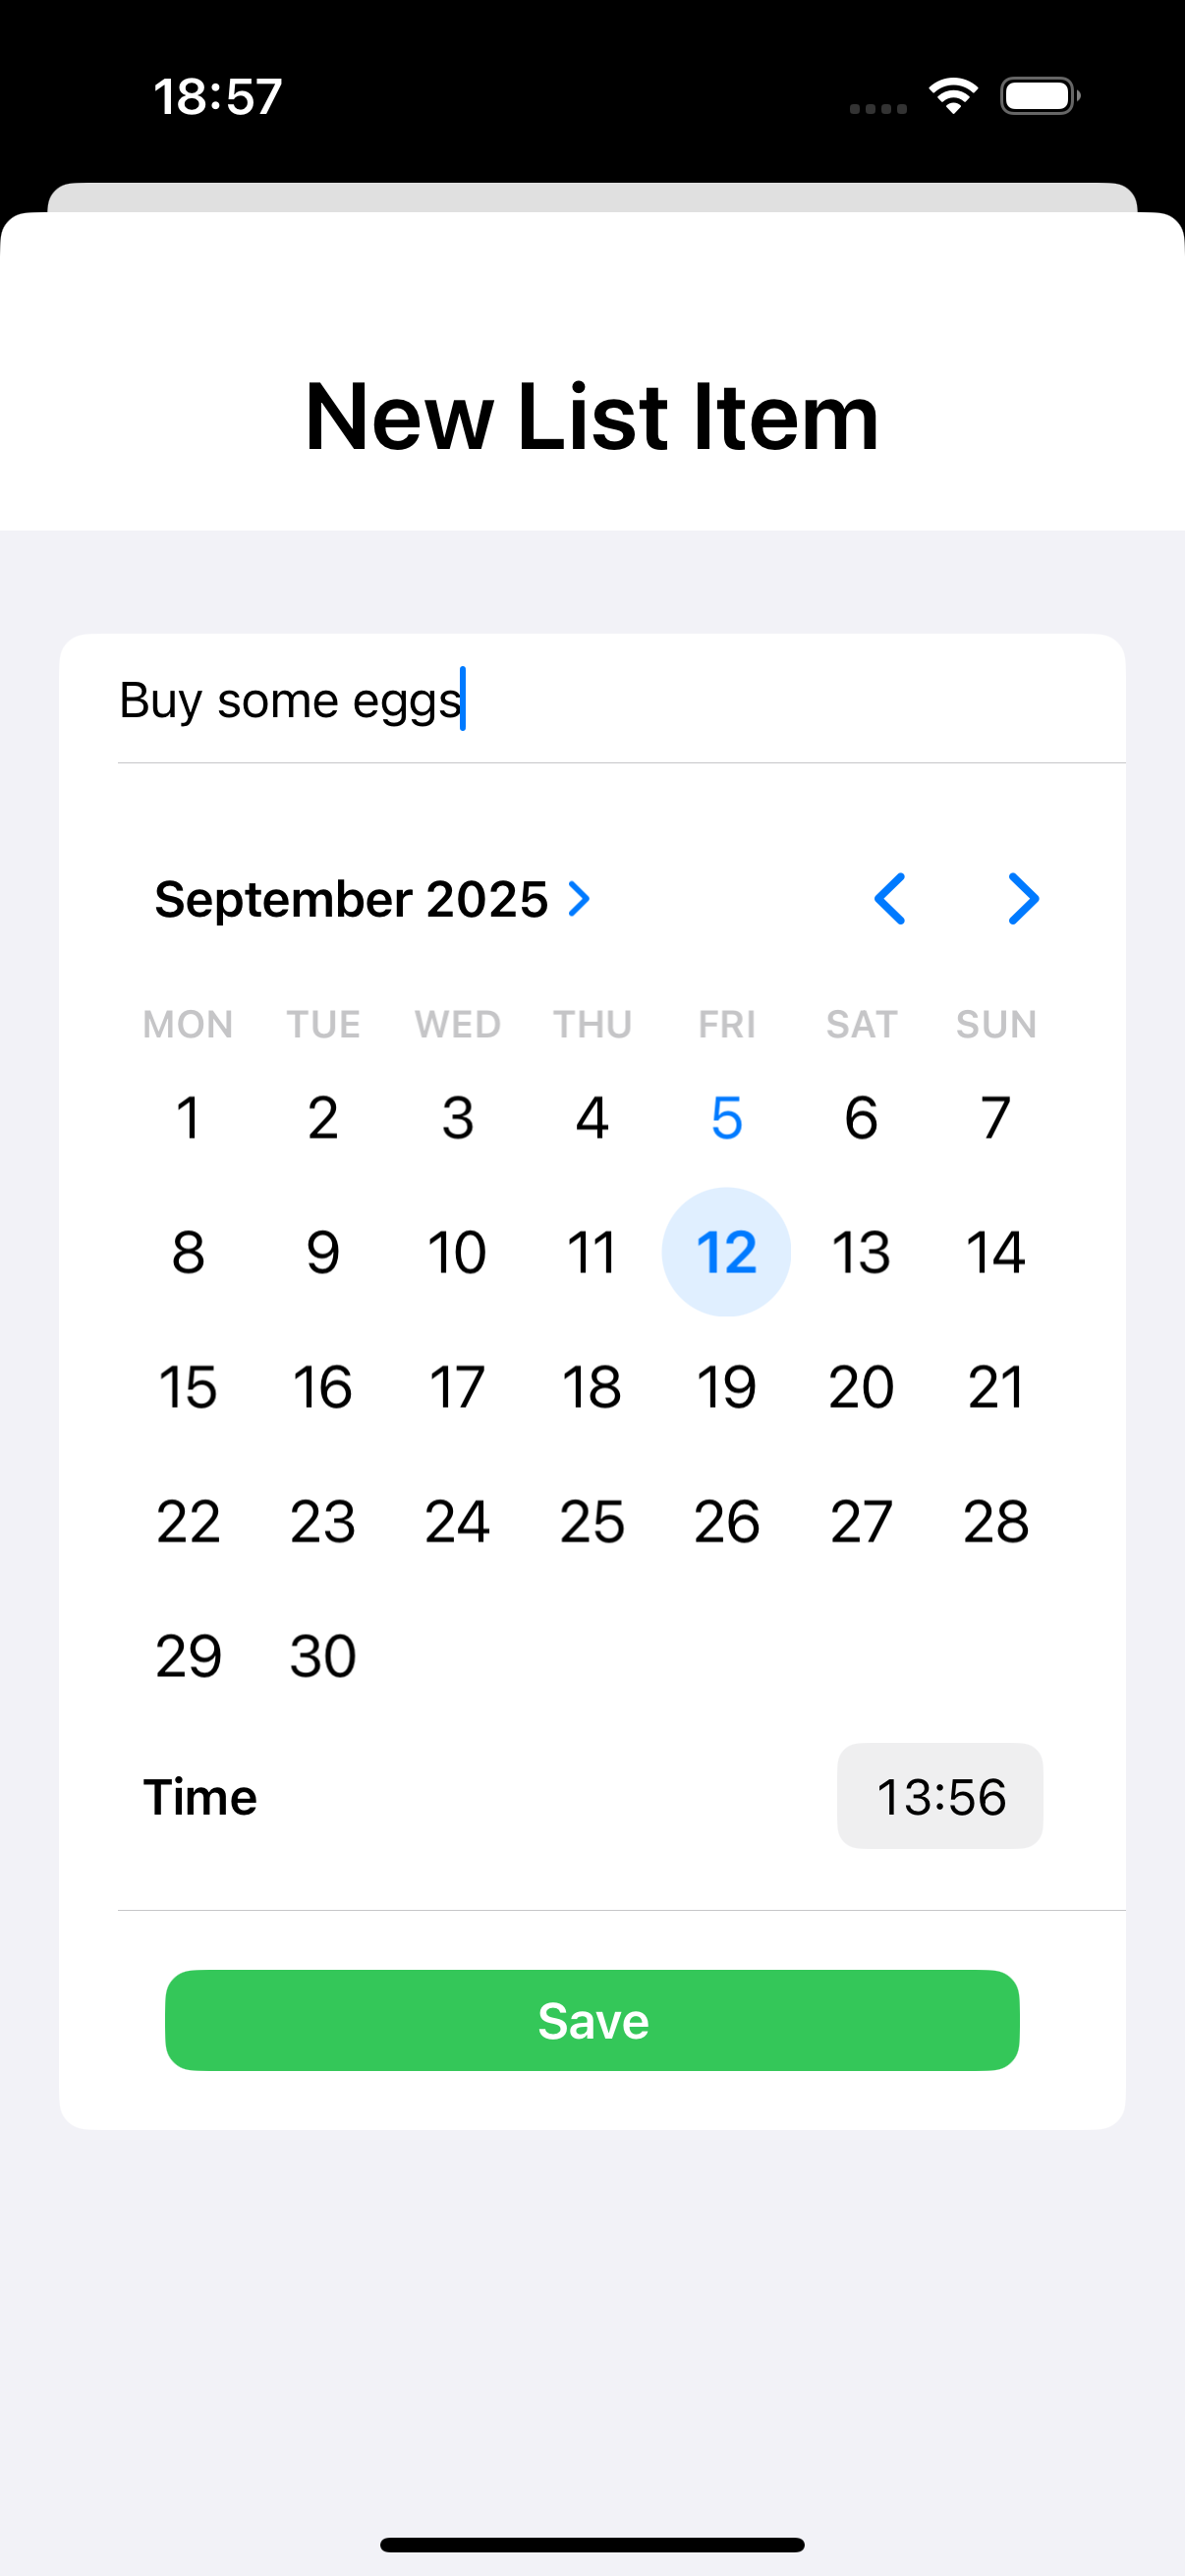 18:57
New List Item
Buy some eggs
September 2025
MON TUE WED THU FRI SAT SUN
1 2 3 4 5 6 7
8 9 10 11 12 13 14
15 16 17 18 19 20 21
22 23 24 25 26 27 28
29 30
Time 13:56
Save